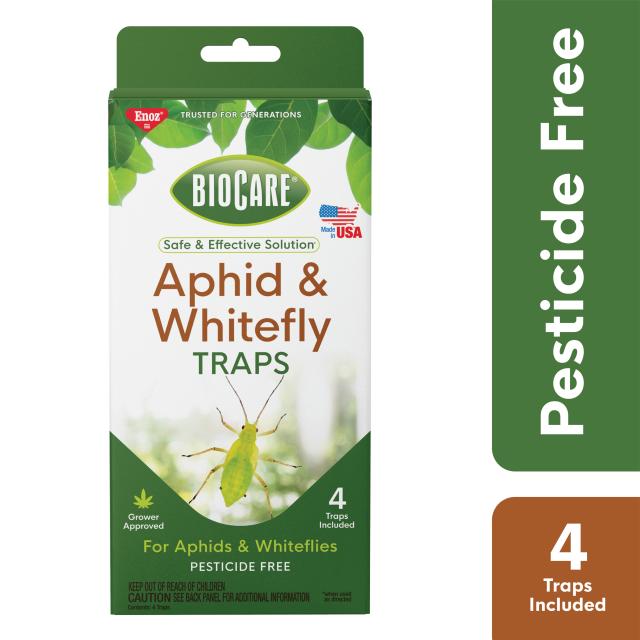 Enoz®
TRUSTED FOR GENERATIONS
BIOCARE®
Made in USA
Safe & Effective Solution*
Aphid &
Whitefly
TRAPS
Grower
Approved
4
Traps
Included
For Aphids & Whiteflies
PESTICIDE FREE
KEEP OUT OF REACH OF CHILDREN
CAUTION SEE BACK PANEL FOR ADDITIONAL INFORMATION
Contents: 4 Traps
*when used
as directed
Pesticide Free
4
Traps
Included